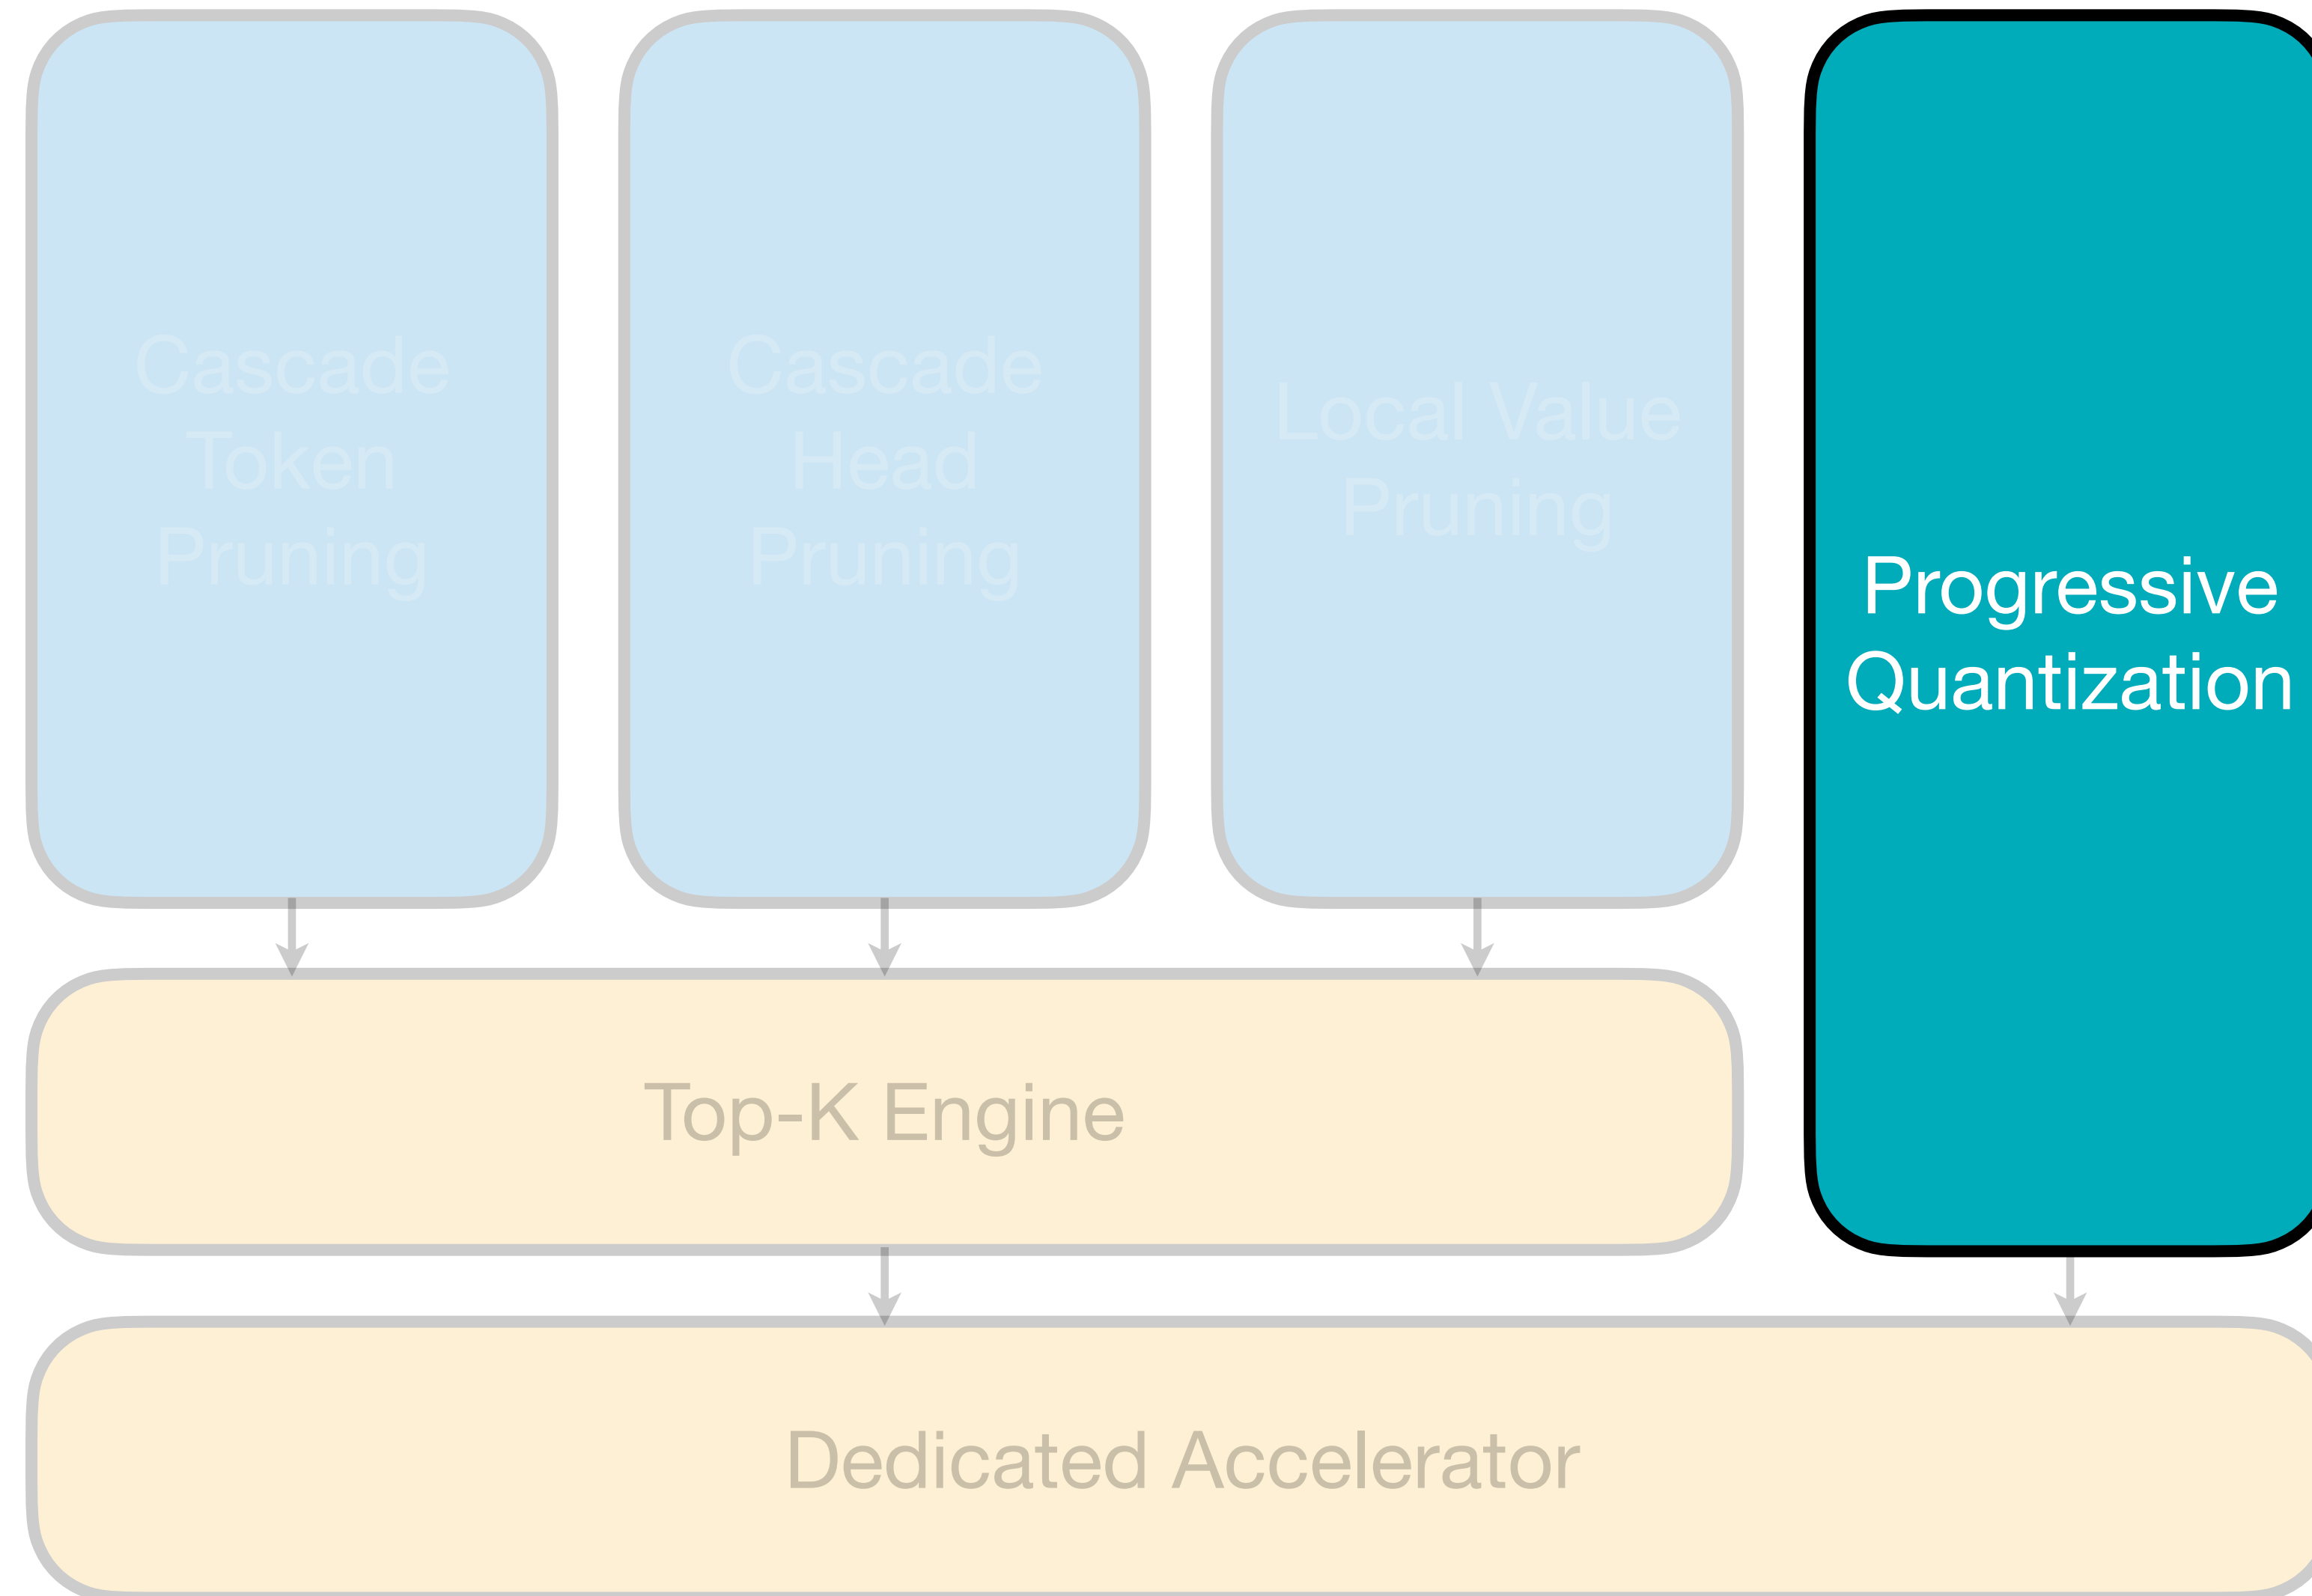 Cascade
Token
Pruning
Cascade
Head
Pruning
Local Value
Pruning
Progressive
Quantization
Top-K Engine
Dedicated Accelerator